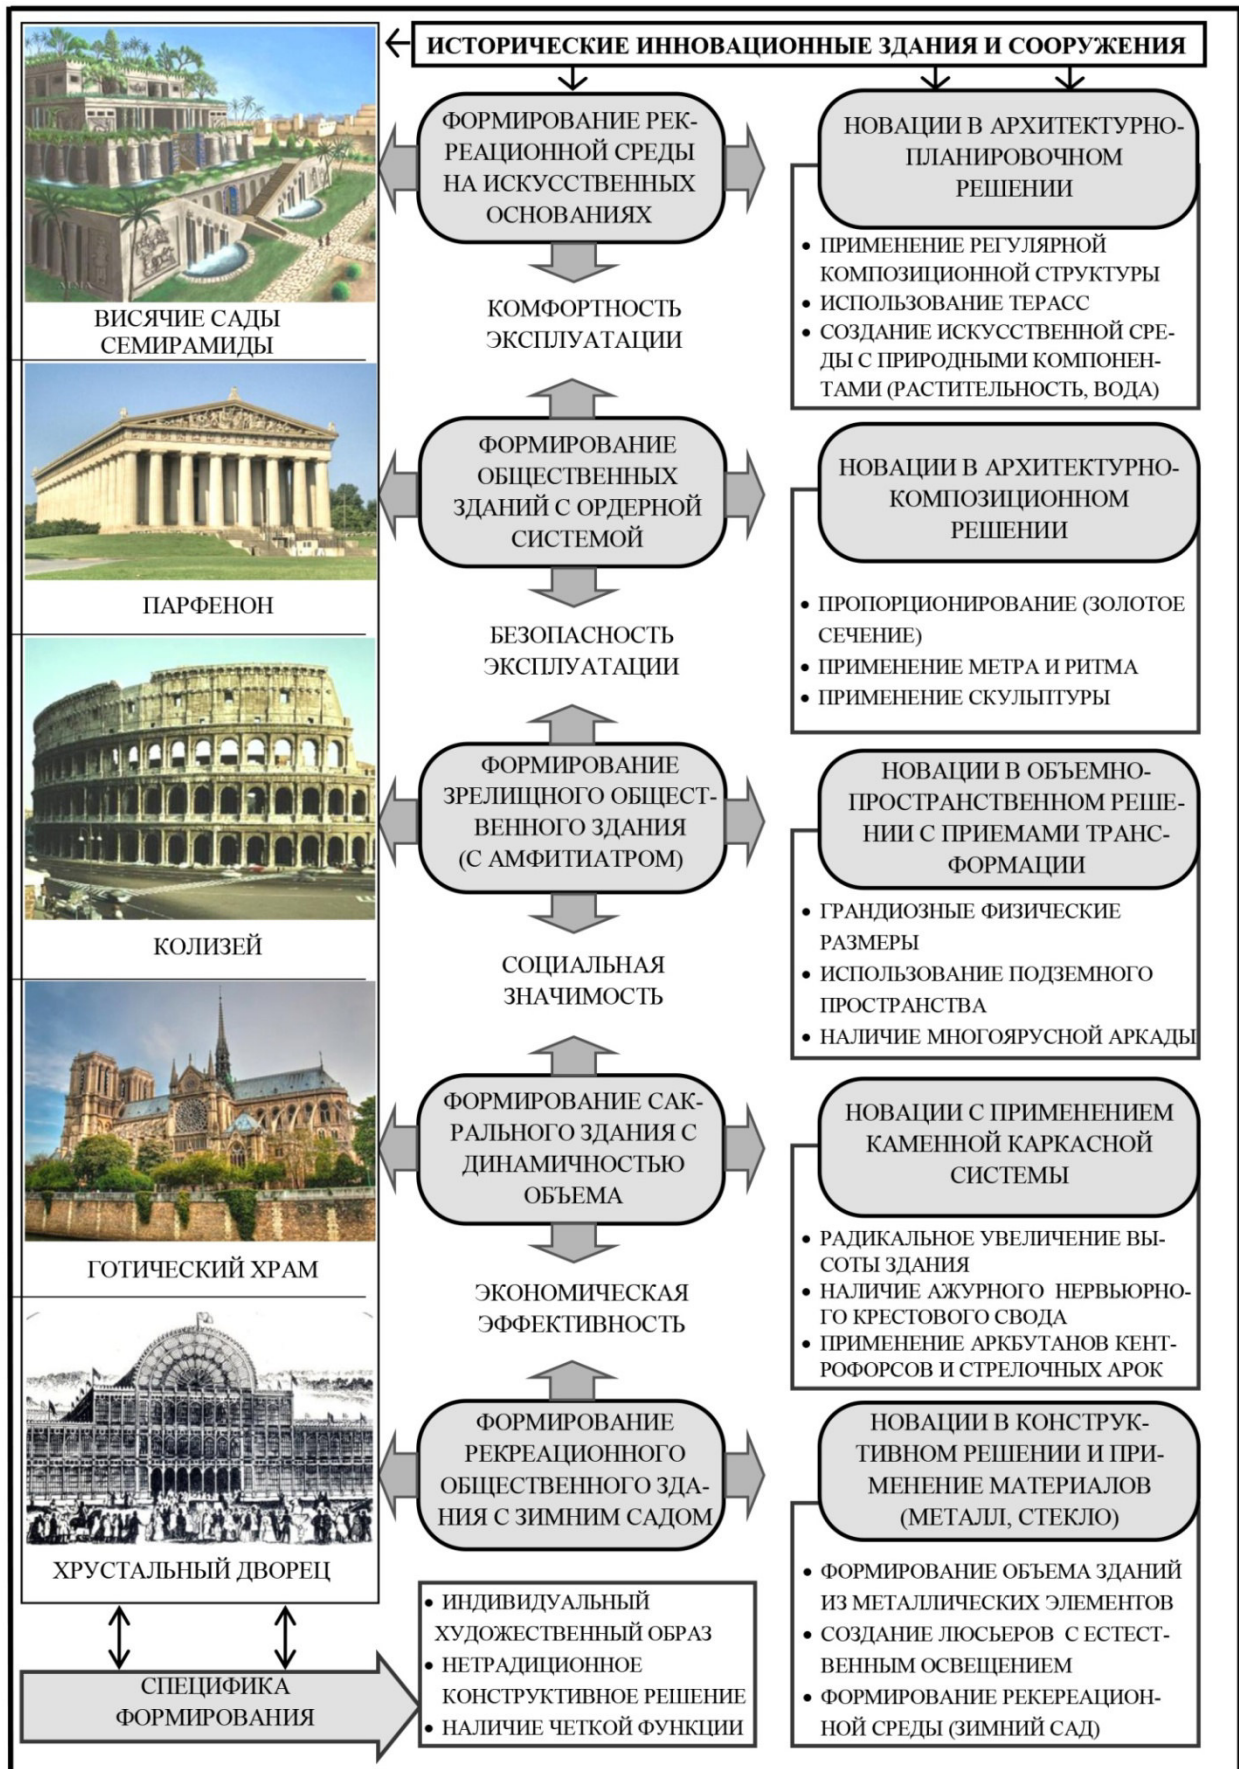 ИСТОРИЧЕСКИЕ ИННОВАЦИОННЫЕ ЗДАНИЯ И СООРУЖЕНИЯ
ВИСЯЧИЕ САДЫ
СЕМИРАМИДЫ
ФОРМИРОВАНИЕ РЕК-
РЕАЦИОННОЙ СРЕДЫ
НА ИСКУССТВЕННЫХ
ОСНОВАНИЯХ
НОВАЦИИ В АРХИТЕКТУРНО-
ПЛАНИРОВОЧНОМ
РЕШЕНИИ
• ПРИМЕНЕНИЕ РЕГУЛЯРНОЙ
КОМПОЗИЦИОННОЙ СТРУКТУРЫ
• ИСПОЛЬЗОВАНИЕ ТЕРАСС
• СОЗДАНИЕ ИСКУССТВЕННОЙ СРЕ-
ДЫ С ПРИРОДНЫМИ КОМПОНЕН-
ТАМИ (РАСТИТЕЛЬНОСТЬ, ВОДА)
КОМФОРТНОСТЬ
ЭКСПЛУАТАЦИИ
ПАРФЕНОН
ФОРМИРОВАНИЕ
ОБЩЕСТВЕННЫХ
ЗДАНИЙ С ОРДЕРНОЙ
СИСТЕМОЙ
НОВАЦИИ В АРХИТЕКТУРНО-
КОМПОЗИЦИОННОМ
РЕШЕНИИ
• ПРОПОРЦИОНИРОВАНИЕ (ЗОЛОТОЕ
СЕЧЕНИЕ)
• ПРИМЕНЕНИЕ МЕТРА И РИТМА
• ПРИМЕНЕНИЕ СКУЛЬПТУРЫ
БЕЗОПАСНОСТЬ
ЭКСПЛУАТАЦИИ
КОЛИЗЕЙ
ФОРМИРОВАНИЕ
ЗРЕЛИЩНОГО ОБЩЕСТ-
ВЕННОГО ЗДАНИЯ
(С АМФИТИАТРОМ)
НОВАЦИИ В ОБЪЕМНО-
ПРОСТРАНСТВЕННОМ РЕШЕ-
НИИ С ПРИЕМАМИ ТРАНС-
ФОРМАЦИИ
• ГРАНДИОЗНЫЕ ФИЗИЧЕСКИЕ
РАЗМЕРЫ
• ИСПОЛЬЗОВАНИЕ ПОДЗЕМНОГО
ПРОСТРАНСТВА
• НАЛИЧИЕ МНОГОЯРУСНОЙ АРКАДЫ
СОЦИАЛЬНАЯ
ЗНАЧИМОСТЬ
ГОТИЧЕСКИЙ ХРАМ
ФОРМИРОВАНИЕ САК-
РАЛЬНОГО ЗДАНИЯ С
ДИНАМИЧНОСТЬЮ
ОБЪЕМА
НОВАЦИИ С ПРИМЕНЕНИЕМ
КАМЕННОЙ КАРКАСНОЙ
СИСТЕМЫ
• РАДИКАЛЬНОЕ УВЕЛИЧЕНИЕ ВЫ-
СОТЫ ЗДАНИЯ
• НАЛИЧИЕ АЖУРНОГО НЕРВЬЮРНО-
ГО КРЕСТОВОГО СВОДА
• ПРИМЕНЕНИЕ АРКБУТАНОВ КЕНТ-
РОФОРСОВ И СТРЕЛОЧНЫХ АРОК
ЭКОНОМИЧЕСКАЯ
ЭФФЕКТИВНОСТЬ
ХРУСТАЛЬНЫЙ ДВОРЕЦ
ФОРМИРОВАНИЕ
РЕКРЕАЦИОННОГО
ОБЩЕСТВЕННОГО ЗДА-
НИЯ С ЗИМНИМ САДОМ
НОВАЦИИ В КОНСТРУК-
ТИВНОМ РЕШЕНИИ И ПРИ-
МЕНЕНИЕ МАТЕРИАЛОВ
(МЕТАЛЛ, СТЕКЛО)
• ФОРМИРОВАНИЕ ОБЪЕМА ЗДАНИЙ
ИЗ МЕТАЛЛИЧЕСКИХ ЭЛЕМЕНТОВ
• СОЗДАНИЕ ЛЮСЬЕРОВ С ЕСТЕСТ-
ВЕННЫМ ОСВЕЩЕНИЕМ
• ФОРМИРОВАНИЕ РЕКЕРЕАЦИОН-
НОЙ СРЕДЫ (ЗИМНИЙ САД)
СПЕЦИФИКА
ФОРМИРОВАНИЯ
• ИНДИВИДУАЛЬНЫЙ
ХУДОЖЕСТВЕННЫЙ ОБРАЗ
• НЕТРАДИЦИОННОЕ
КОНСТРУКТИВНОЕ РЕШЕНИЕ
• НАЛИЧИЕ ЧЕТКОЙ ФУНКЦИИ